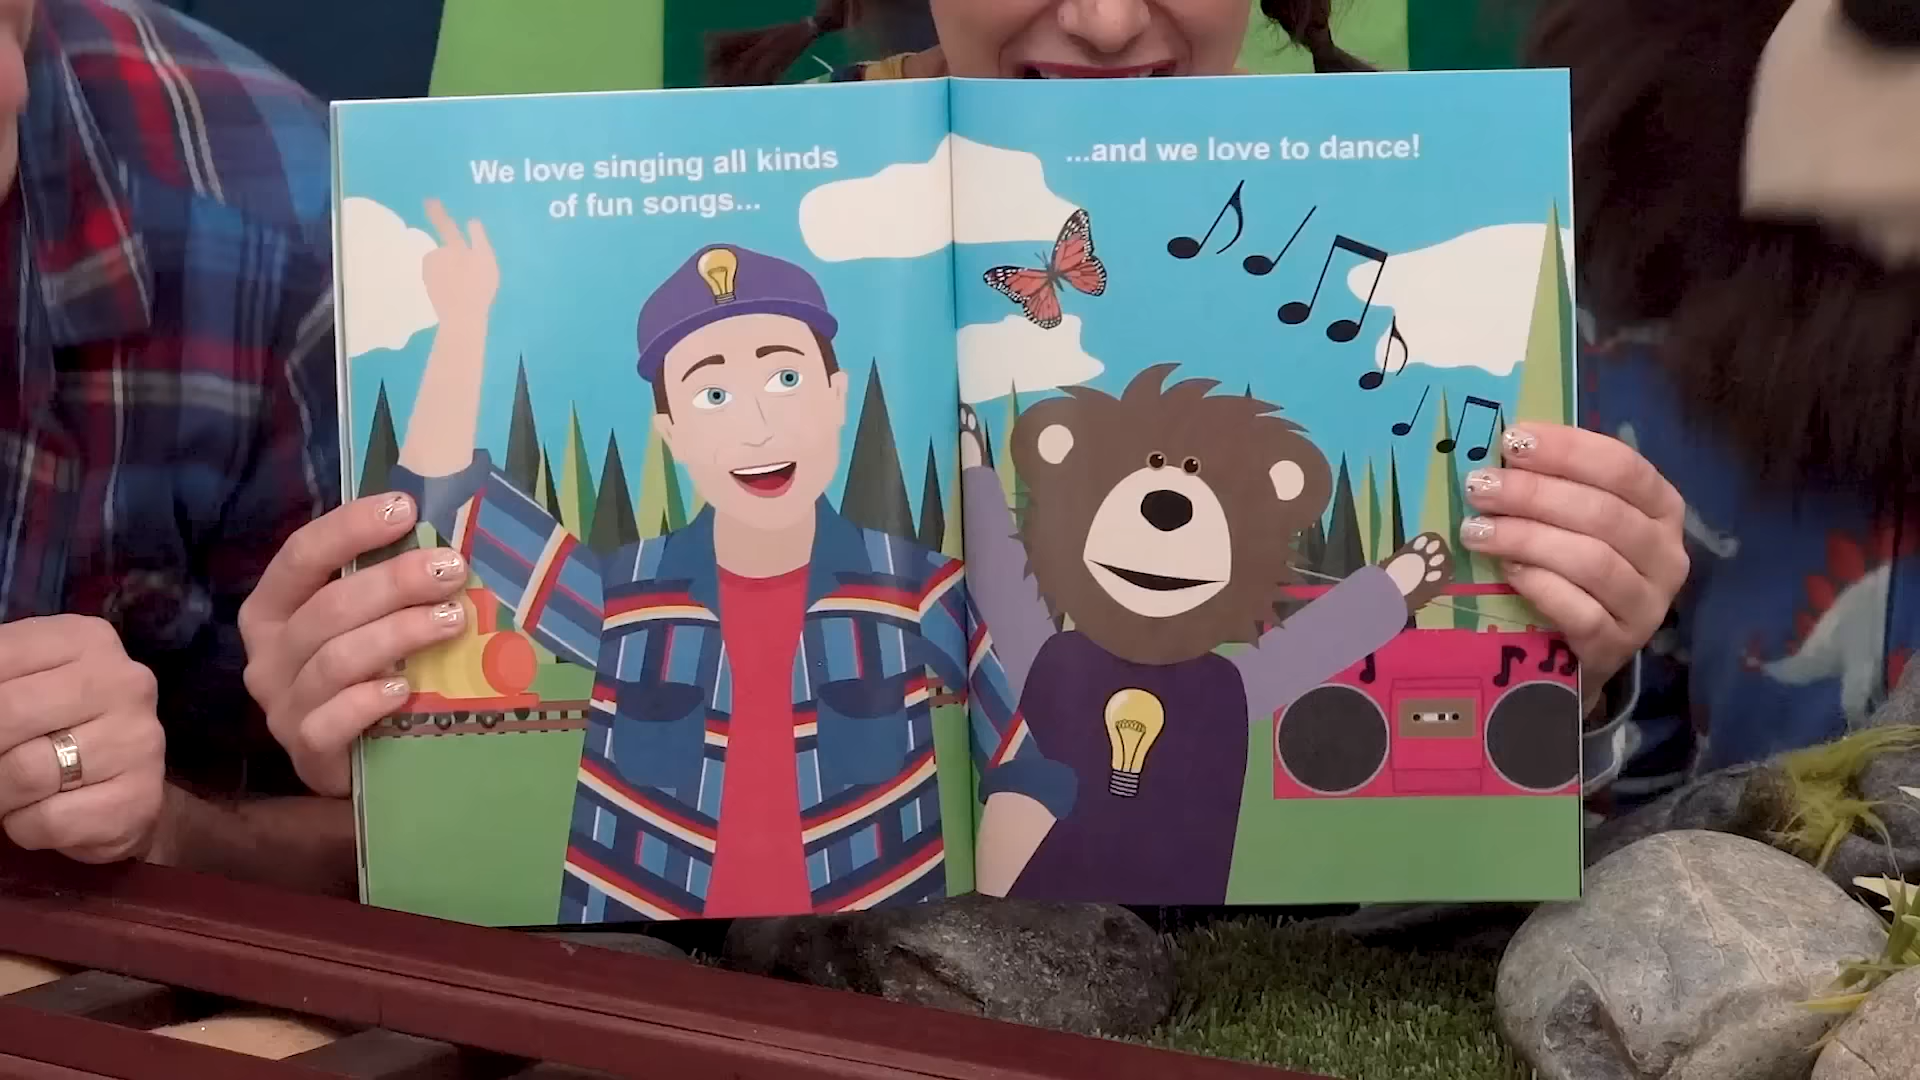 We love singing all kinds
of fun songs...
...and we love to dance!